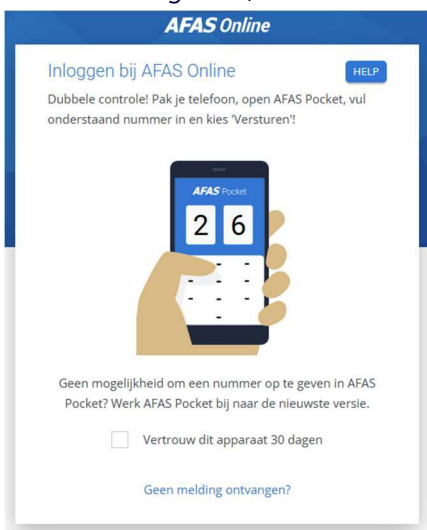 AFAS Online
Inloggen bij AFAS Online
HELP
Dubbele controle! Pak je telefoon, open AFAS Pocket, vul
onderstaand nummer in en kies 'Versturen'!
AFAS Pocket
2 6
Geen mogelijkheid om een nummer op te geven in AFAS
Pocket? Werk AFAS Pocket bij naar de nieuwste versie.
Vertrouw dit apparaat 30 dagen
Geen melding ontvangen?